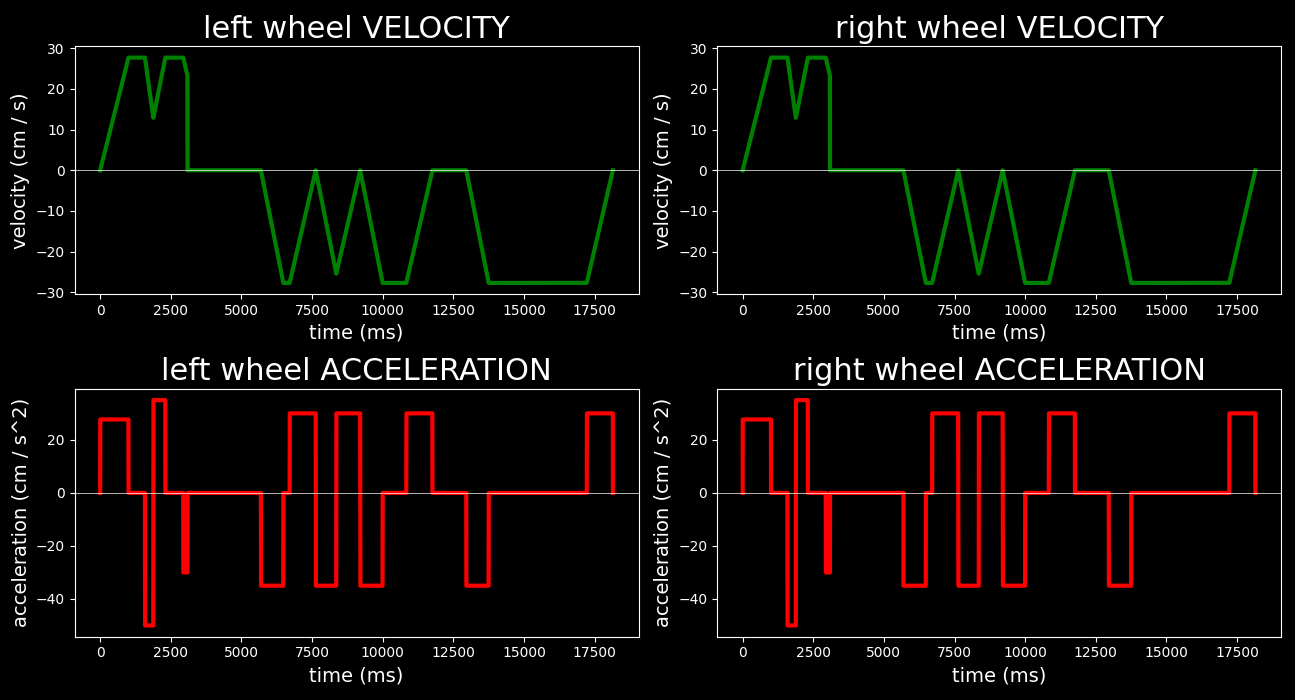 left wheel VELOCITY
velocity (cm / s)
30
20
10
0
−10
−20
−30
0 2500 5000 7500 10000 12500 15000 17500
time (ms)
right wheel VELOCITY
velocity (cm / s)
30
20
10
0
−10
−20
−30
0 2500 5000 7500 10000 12500 15000 17500
time (ms)
left wheel ACCELERATION
acceleration (cm / s^2)
20
0
−20
−40
0 2500 5000 7500 10000 12500 15000 17500
time (ms)
right wheel ACCELERATION
acceleration (cm / s^2)
20
0
−20
−40
0 2500 5000 7500 10000 12500 15000 17500
time (ms)